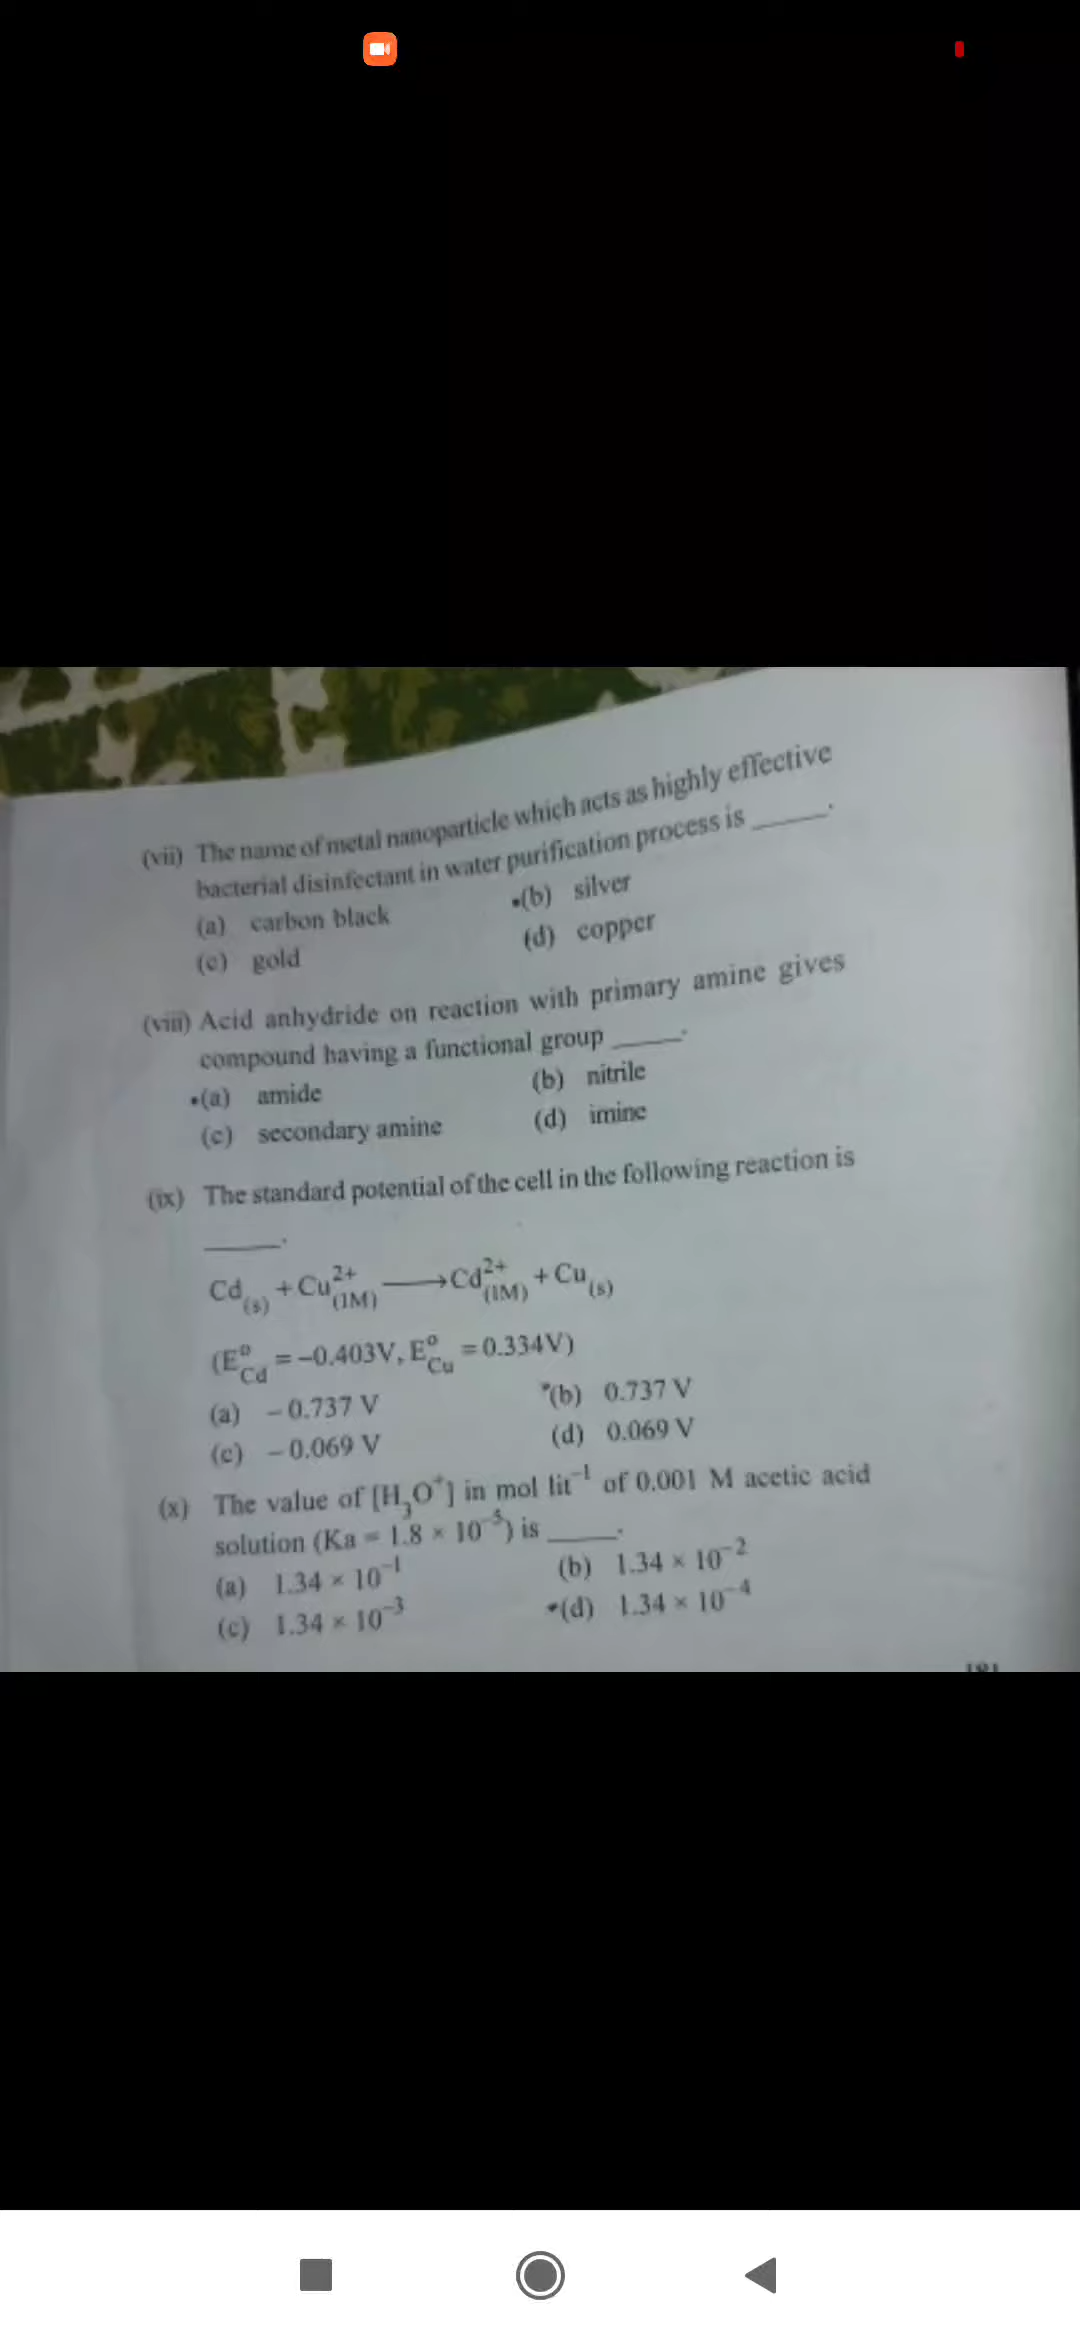 (vii) The name of metal nanoparticle which acts as highly effective
bacterial disinfectant in water purification process is ______.
(a) carbon black •(b) silver
(c) gold (d) copper
(viii) Acid anhydride on reaction with primary amine gives
compound having a functional group ______.
•(a) amide (b) nitrile
(c) secondary amine (d) imine
(ix) The standard potential of the cell in the following reaction is
______.
Cd(s) + Cu²⁺(1M) ⟶ Cd²⁺(1M) + Cu(s)
(E°Cd = –0.403V, E°Cu = 0.334V)
(a) – 0.737 V •(b) 0.737 V
(c) – 0.069 V (d) 0.069 V
(x) The value of [H₃O⁺] in mol lit⁻¹ of 0.001 M acetic acid
solution (Ka = 1.8 × 10⁻⁵) is ______.
(a) 1.34 × 10⁻¹ (b) 1.34 × 10⁻²
(c) 1.34 × 10⁻³ •(d) 1.34 × 10⁻⁴